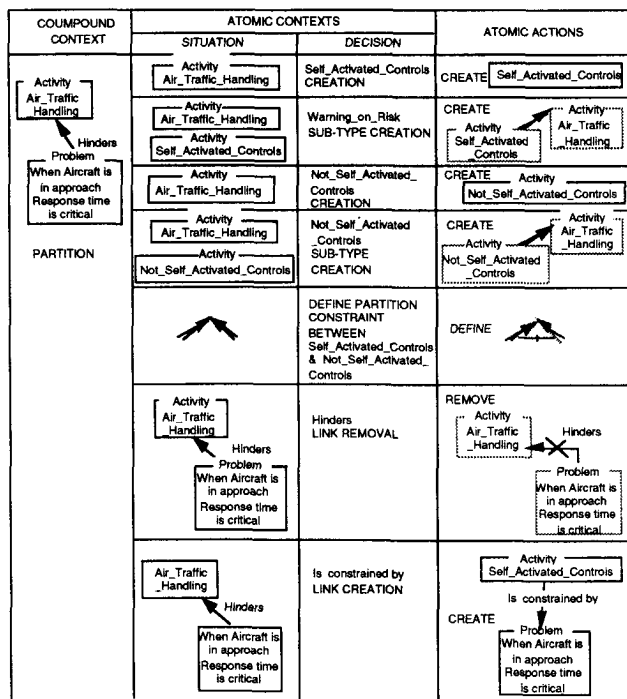 COUMPOUND
CONTEXT
ATOMIC CONTEXTS
SITUATION
DECISION
ATOMIC ACTIONS
Activity
Air_Traffic
_Handling
Hinders
Problem
When Aircraft is
in approach
Response time
is critical
PARTITION
Activity
Air_Traffic_Handling
Self_Activated_Controls
CREATION
CREATE
Self_Activated_Controls
Activity
Air_Traffic_Handling
Activity
Self_Activated_Controls
Warning_on_Risk
SUB-TYPE CREATION
CREATE
Activity
Self_Activated
_Controls
Activity
Air_Traffic
_Handling
Activity
Air_Traffic_Handling
Not_Self_Activated_
Controls
CREATION
CREATE
Activity
Not_Self_Activated_Controls
Activity
Air_Traffic_Handling
Activity
Not_Self_Activated_Controls
Not_Self_Activated
_Controls
SUB-TYPE
CREATION
CREATE
Activity
Not_Self_Activated
_Controls
Activity
Air_Traffic
_Handling
DEFINE PARTITION
CONSTRAINT
BETWEEN
Self_Activated_Controls
& Not_Self_Activated_
Controls
DEFINE
Activity
Air_Traffic
_Handling
Hinders
Problem
When Aircraft is
in approach
Response time
is critical
Hinders
LINK REMOVAL
REMOVE
Activity
Air_Traffic
_Handling
Hinders
Problem
When Aircraft is
in approach
Response time
is critical
Air_Traffic
_Handling
Hinders
When Aircraft is
in approach
Response time
is critical
Is constrained by
LINK CREATION
Activity
Self_Activated_Controls
Is constrained by
CREATE
Problem
When Aircraft is
in approach
Response time
is critical